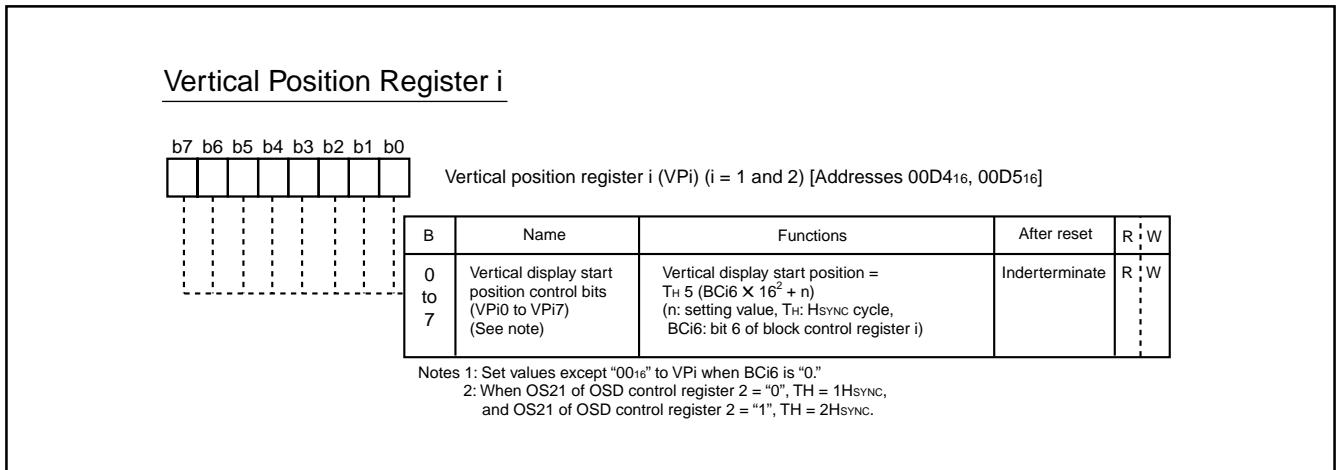 Vertical Position Register i
b7 b6 b5 b4 b3 b2 b1 b0
Vertical position register i (VPi) (i = 1 and 2) [Addresses 00D4₁₆, 00D5₁₆]
B Name Functions After reset R W
0 to 7
Vertical display start
position control bits
(VPi0 to VPi7)
(See note)
Vertical display start position =
TH 5 (BCi6 X 16² + n)
(n: setting value, TH: HSYNC cycle,
BCi6: bit 6 of block control register i)
Inderterminate R W
Notes 1: Set values except “00₁₆” to VPi when BCi6 is “0.”
2: When OS21 of OSD control register 2 = “0”, TH = 1HSYNC,
and OS21 of OSD control register 2 = “1”, TH = 2HSYNC.